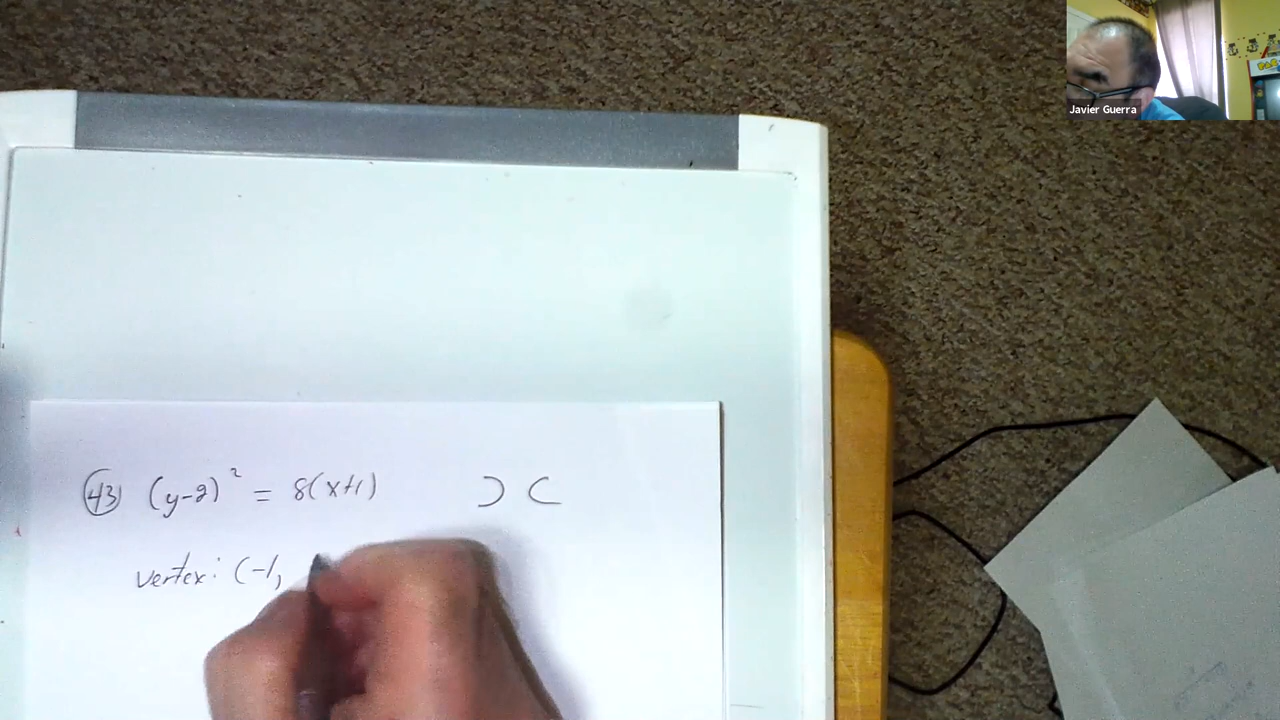 Javier Guerra
43 (y-2)² = 8(x+1)
vertex: (-1,